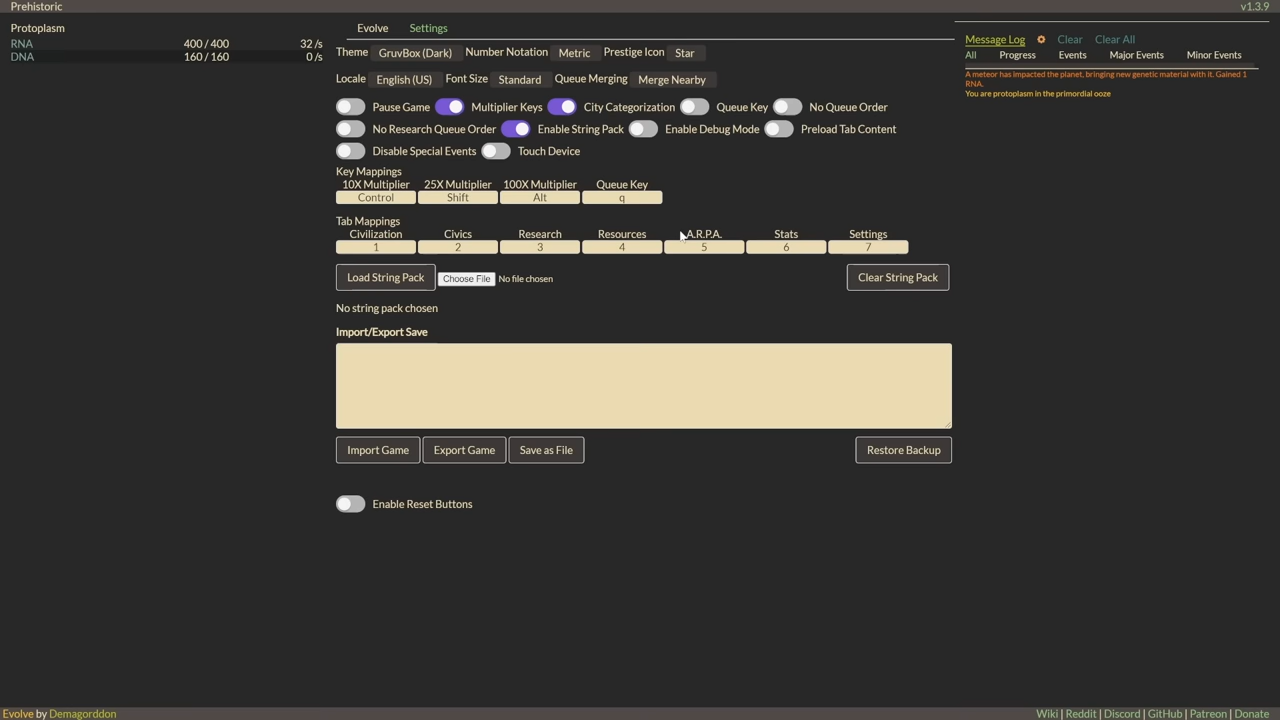 Prehistoric
v1.3.9
Protoplasm
RNA 400 / 400 32 /s
DNA 160 / 160 0 /s
Evolve Settings
Theme GruvBox (Dark) Number Notation Metric Prestige Icon Star
Locale English (US) Font Size Standard Queue Merging Merge Nearby
Pause Game Multiplier Keys City Categorization Queue Key No Queue Order
No Research Queue Order Enable String Pack Enable Debug Mode Preload Tab Content
Disable Special Events Touch Device
Key Mappings
10X Multiplier 25X Multiplier 100X Multiplier Queue Key
Control Shift Alt q
Tab Mappings
Civilization Civics Research Resources A.R.P.A. Stats Settings
1 2 3 4 5 6 7
Load String Pack Choose File No file chosen Clear String Pack
No string pack chosen
Import/Export Save
Import Game Export Game Save as File Restore Backup
Enable Reset Buttons
Message Log Clear Clear All
All Progress Events Major Events Minor Events
A meteor has impacted the planet, bringing new genetic material with it. Gained 1
RNA.
You are protoplasm in the primordial ooze
Evolve by Demagorddon
Wiki | Reddit | Discord | GitHub | Patreon | Donate